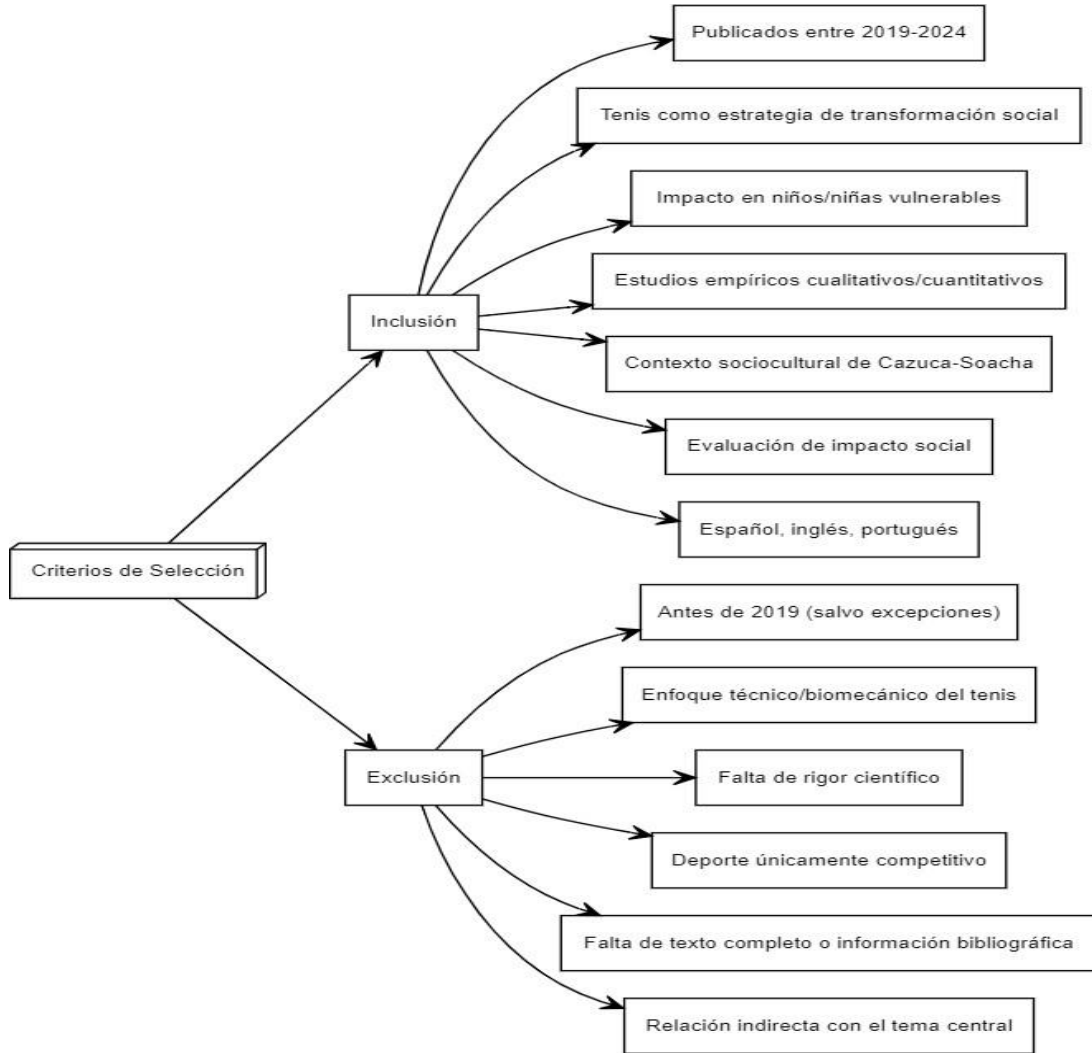 Publicados entre 2019-2024
Tenis como estrategia de transformación social
Impacto en niños/niñas vulnerables
Estudios empíricos cualitativos/cuantitativos
Inclusión
Contexto sociocultural de Cazuca-Soacha
Evaluación de impacto social
Español, inglés, portugués
Criterios de Selección
Antes de 2019 (salvo excepciones)
Enfoque técnico/biomecánico del tenis
Exclusión
Falta de rigor científico
Deporte únicamente competitivo
Falta de texto completo o información bibliográfica
Relación indirecta con el tema central